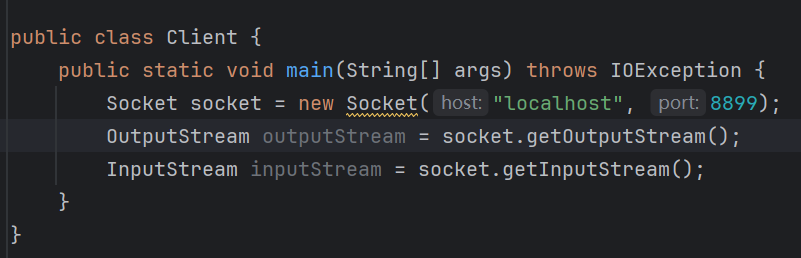 public class Client {
public static void main(String[] args) throws IOException {
Socket socket = new Socket( host: "localhost", port: 8899);
OutputStream outputStream = socket.getOutputStream();
InputStream inputStream = socket.getInputStream();
}
}